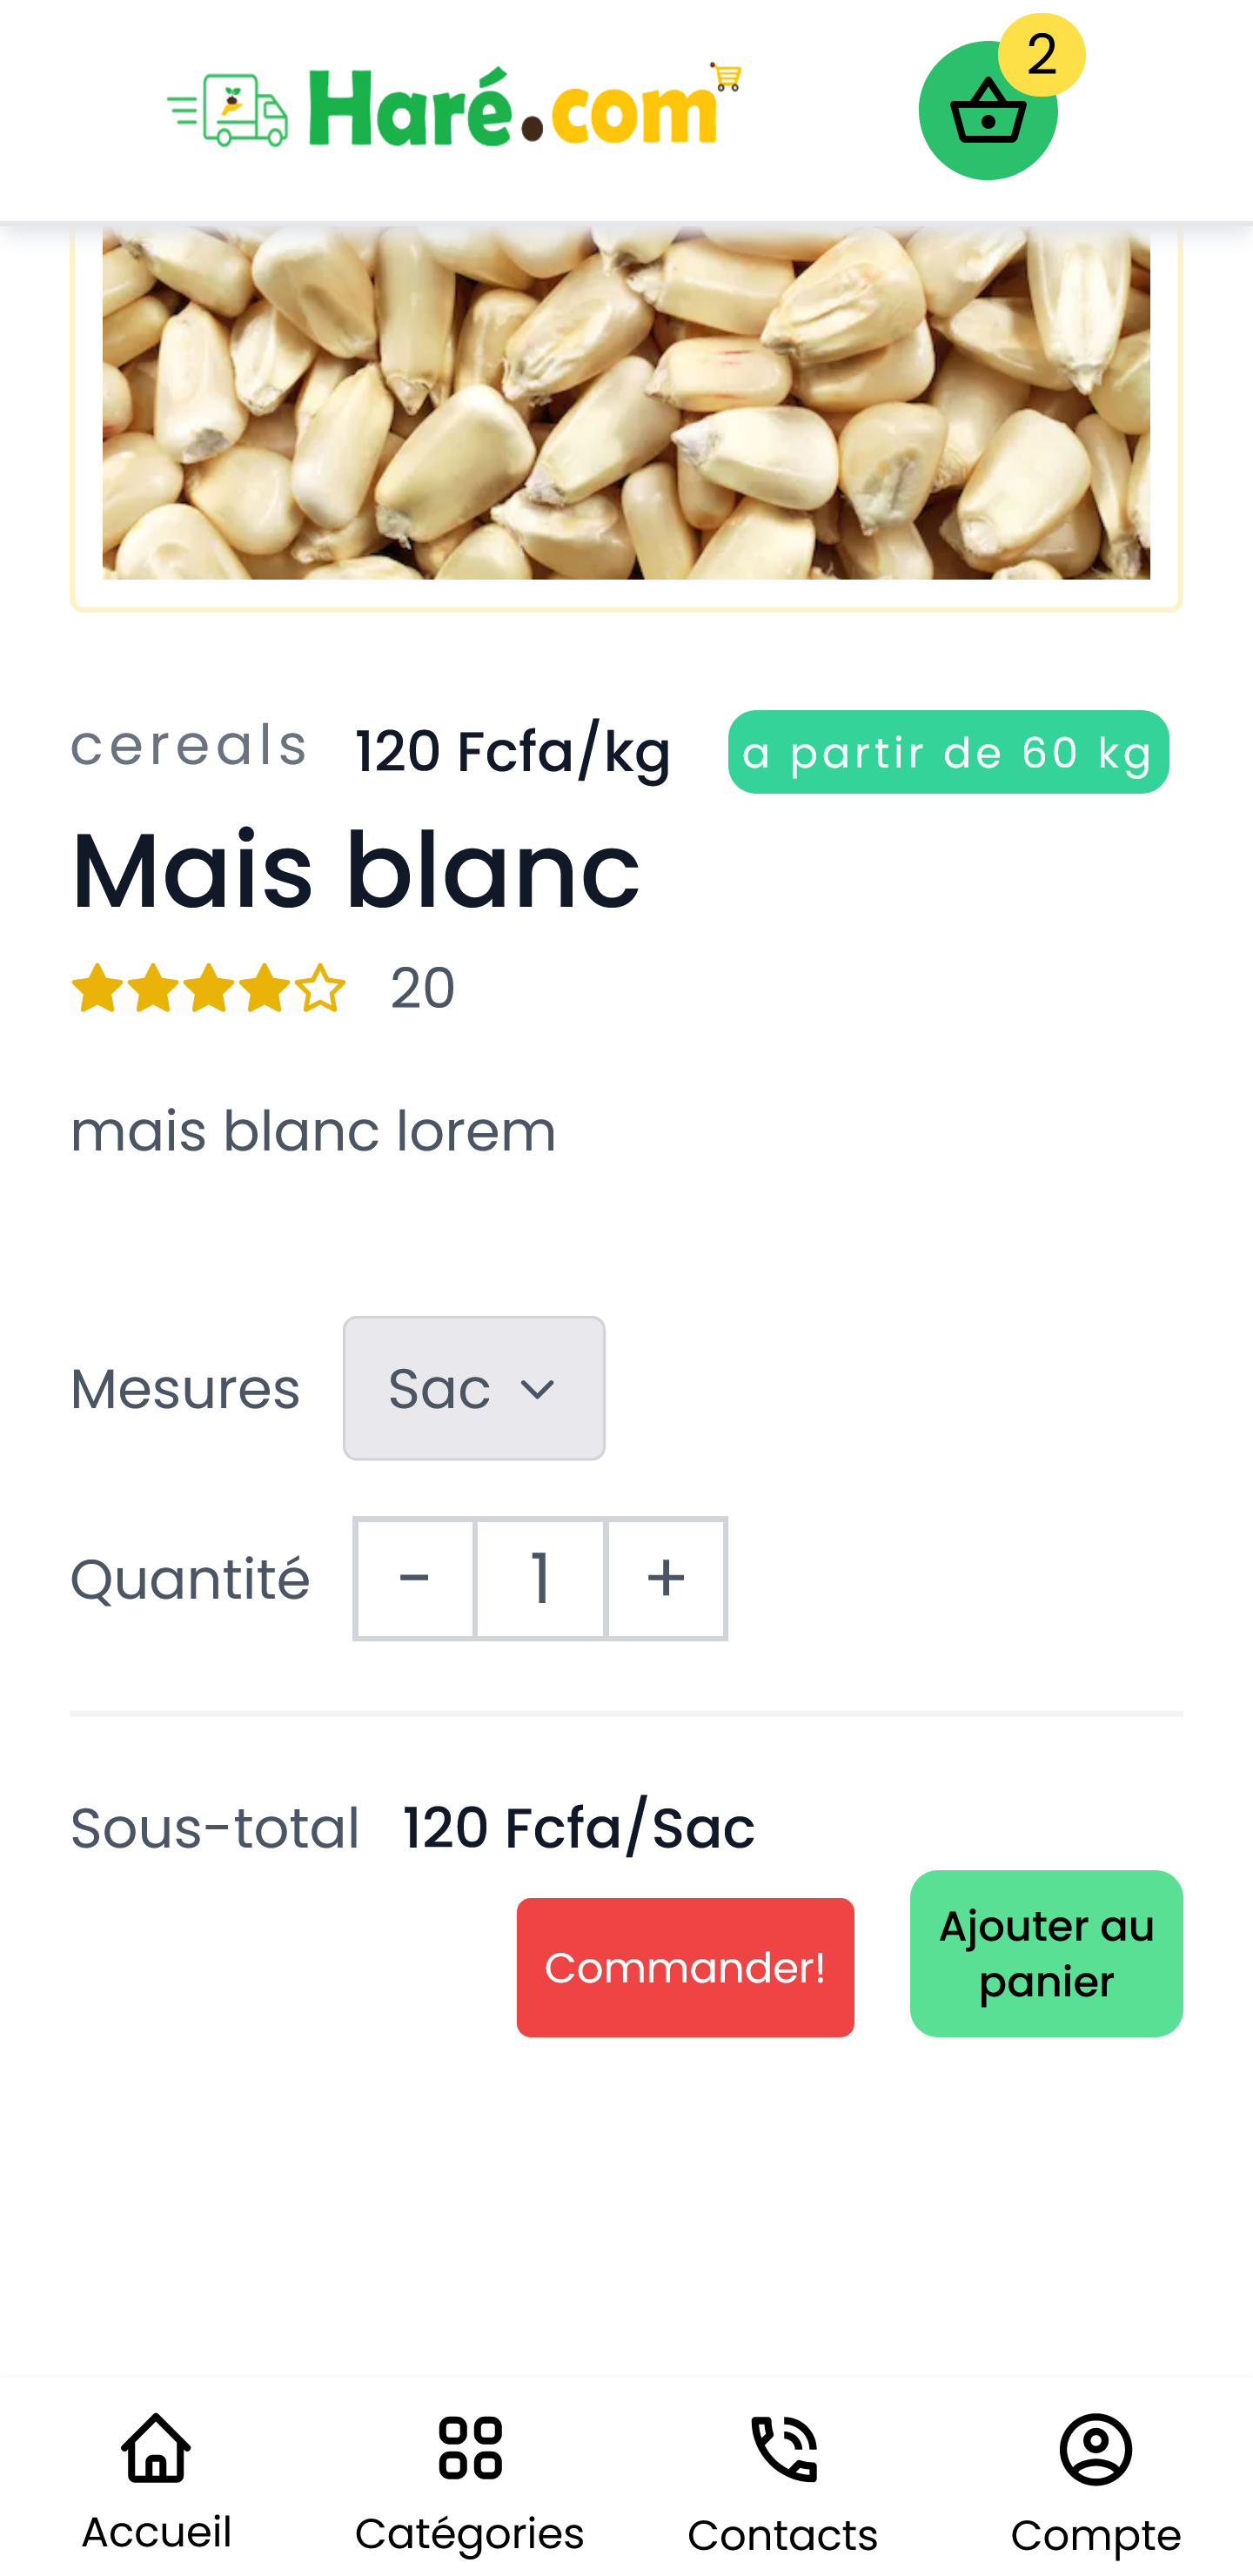 Haré.com
2
cereals 120 Fcfa/kg a partir de 60 kg
Mais blanc
20
mais blanc lorem
Mesures Sac
Quantité - 1 +
Sous-total 120 Fcfa/Sac
Commander!
Ajouter au
panier
Accueil Catégories Contacts Compte